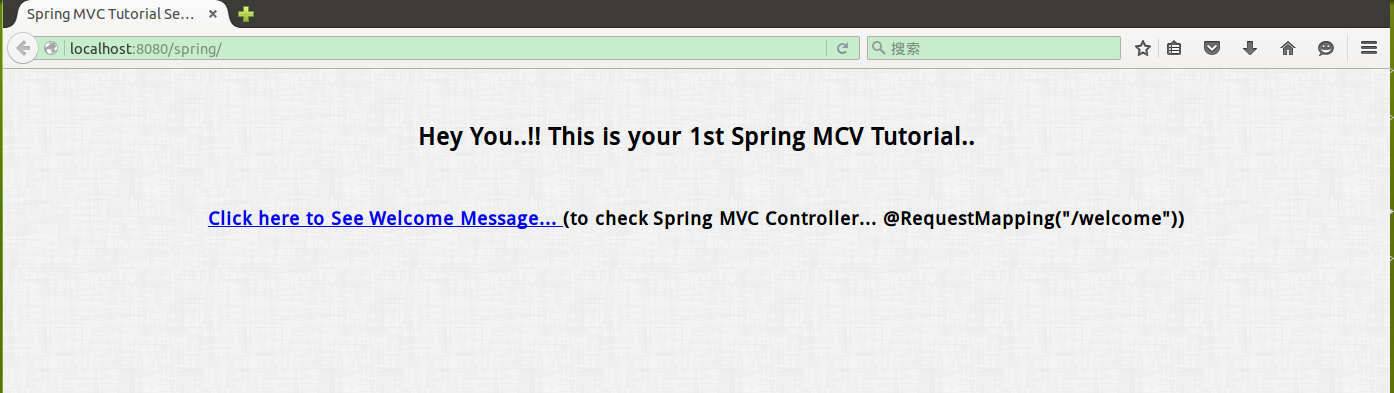 Spring MVC Tutorial Se...
localhost:8080/spring/
搜索
Hey You..!! This is your 1st Spring MCV Tutorial..
Click here to See Welcome Message... (to check Spring MVC Controller... @RequestMapping("/welcome"))